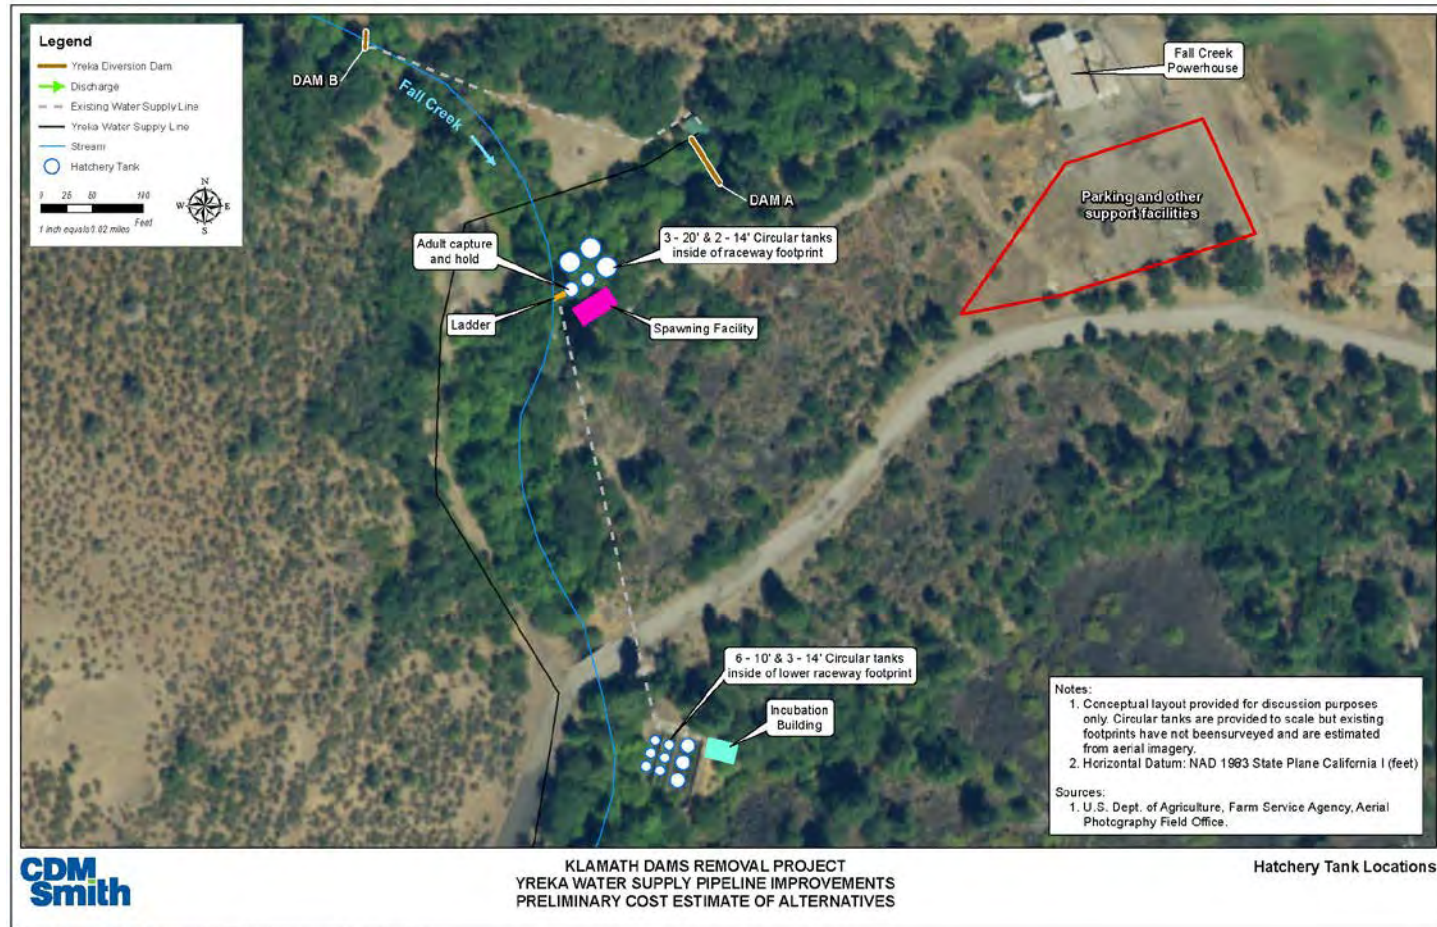 Legend
Yreka Diversion Dam
Discharge
Existing Water Supply Line
Yreka Water Supply Line
Stream
Hatchery Tank
0 25 50 100
Feet
1 inch equals 0.02 miles
N
W E
S
DAM B
Fall Creek
DAM A
Fall Creek
Powerhouse
Parking and other
support facilities
Adult capture
and hold
3 - 20' & 2 - 14' Circular tanks
inside of raceway footprint
Ladder
Spawning Facility
6 - 10' & 3 - 14' Circular tanks
inside of lower raceway footprint
Incubation
Building
Notes:
1. Conceptual layout provided for discussion purposes
only. Circular tanks are provided to scale but existing
footprints have not beensurveyed and are estimated
from aerial imagery.
2. Horizontal Datum: NAD 1983 State Plane California I (feet)
Sources:
1. U.S. Dept. of Agriculture, Farm Service Agency, Aerial
Photography Field Office.
CDM
Smith
KLAMATH DAMS REMOVAL PROJECT
YREKA WATER SUPPLY PIPELINE IMPROVEMENTS
PRELIMINARY COST ESTIMATE OF ALTERNATIVES
Hatchery Tank Locations